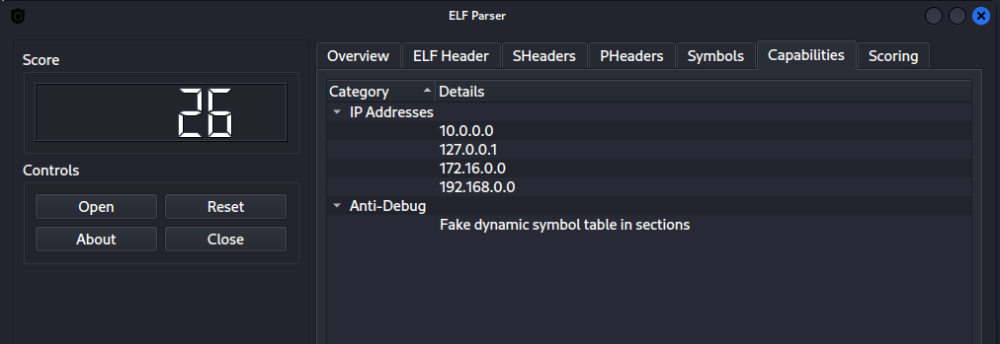 ELF Parser
Score
26
Controls
Open Reset
About Close
Overview ELF Header SHeaders PHeaders Symbols Capabilities Scoring
Category Details
IP Addresses
10.0.0.0
127.0.0.1
172.16.0.0
192.168.0.0
Anti-Debug
Fake dynamic symbol table in sections